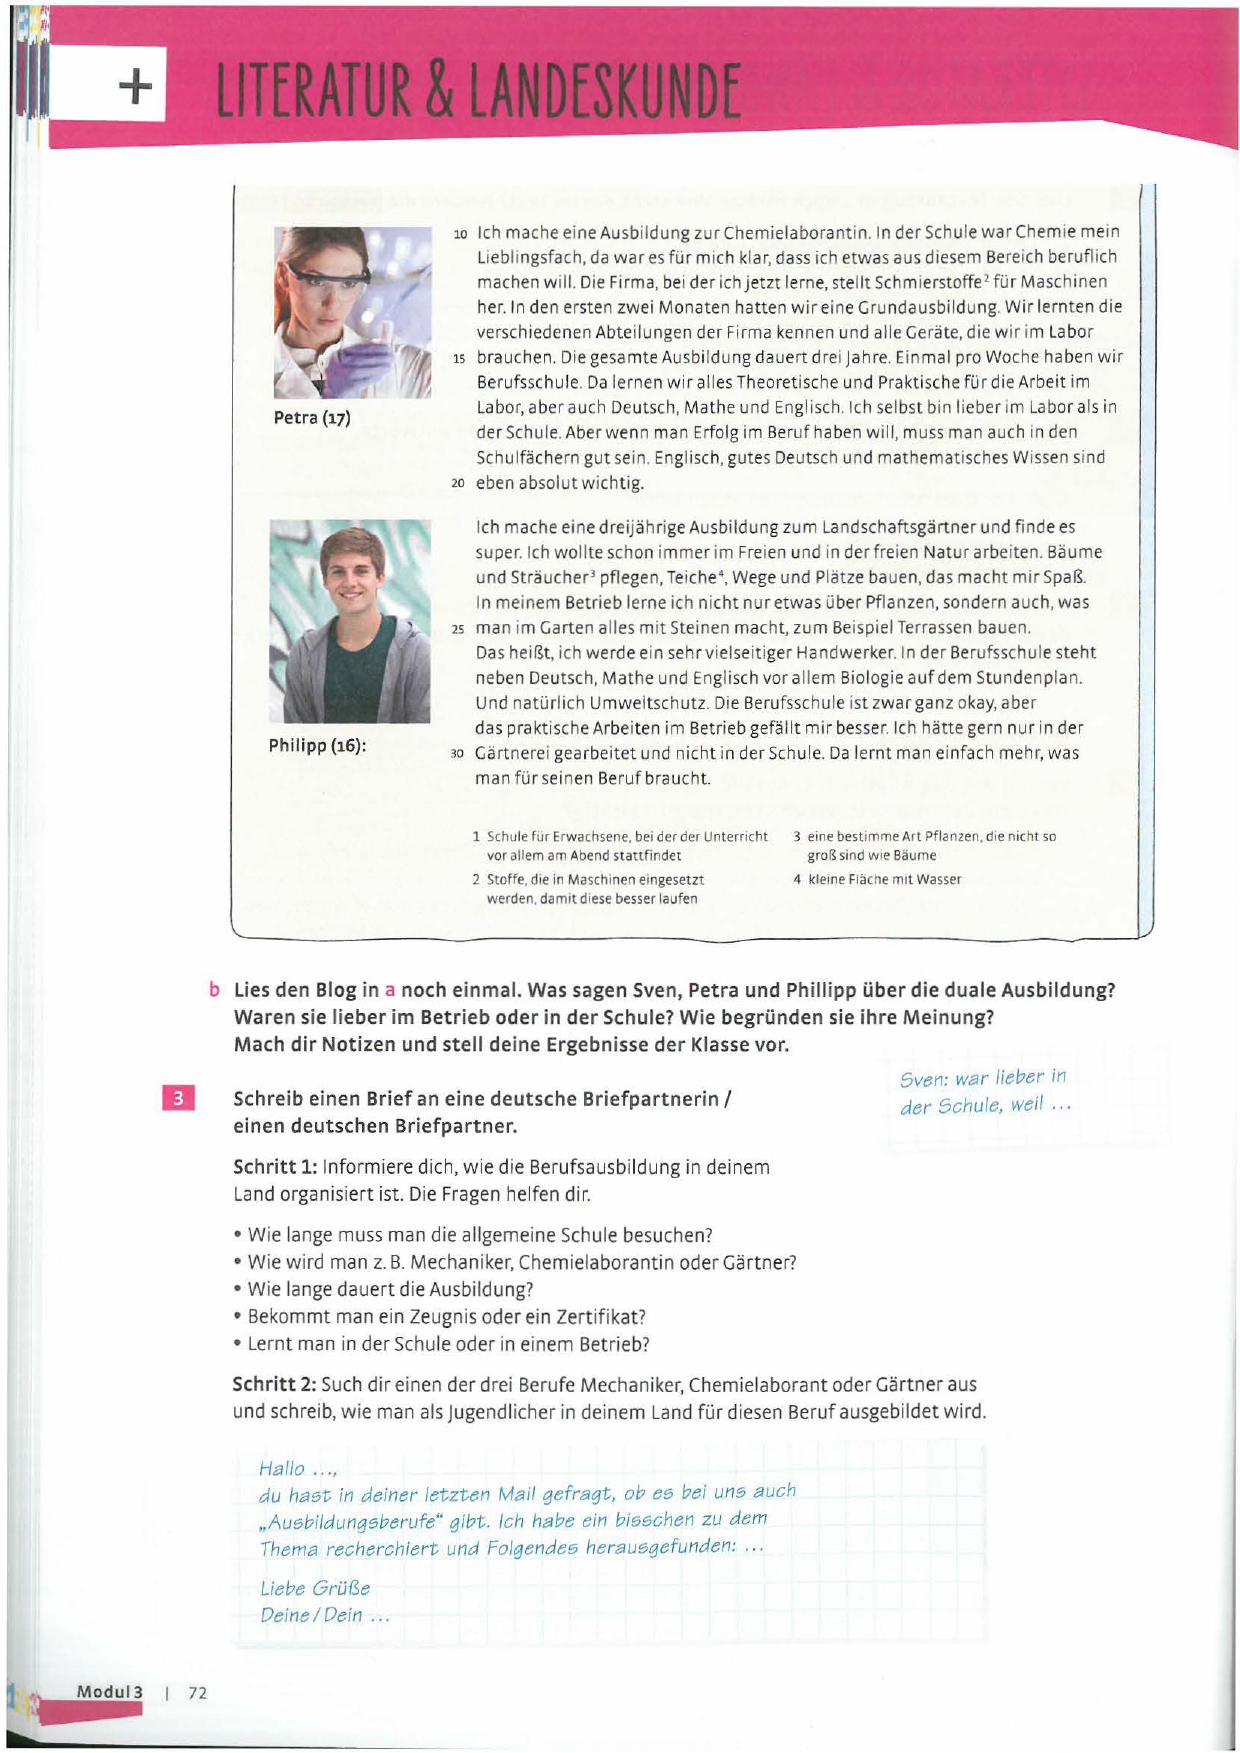 + LITERATUR & LANDESKUNDE
10 Ich mache eine Ausbildung zur Chemielaborantin. In der Schule war Chemie mein
Lieblingsfach, da war es für mich klar, dass ich etwas aus diesem Bereich beruflich
machen will. Die Firma, bei der ich jetzt lerne, stellt Schmierstoffe² für Maschinen
her. In den ersten zwei Monaten hatten wir eine Grundausbildung. Wir lernten die
verschiedenen Abteilungen der Firma kennen und alle Geräte, die wir im Labor
15 brauchen. Die gesamte Ausbildung dauert drei Jahre. Einmal pro Woche haben wir
Berufsschule. Da lernen wir alles Theoretische und Praktische für die Arbeit im
Labor, aber auch Deutsch, Mathe und Englisch. Ich selbst bin lieber im Labor als in
der Schule. Aber wenn man Erfolg im Beruf haben will, muss man auch in den
Schulfächern gut sein. Englisch, gutes Deutsch und mathematisches Wissen sind
20 eben absolut wichtig.
Petra (17)
Ich mache eine dreijährige Ausbildung zum Landschaftsgärtner und finde es
super. Ich wollte schon immer im Freien und in der freien Natur arbeiten. Bäume
und Sträucher³ pflegen, Teiche⁴, Wege und Plätze bauen, das macht mir Spaß.
In meinem Betrieb lerne ich nicht nur etwas über Pflanzen, sondern auch, was
25 man im Garten alles mit Steinen macht, zum Beispiel Terrassen bauen.
Das heißt, ich werde ein sehr vielseitiger Handwerker. In der Berufsschule steht
neben Deutsch, Mathe und Englisch vor allem Biologie auf dem Stundenplan.
Und natürlich Umweltschutz. Die Berufsschule ist zwar ganz okay, aber
das praktische Arbeiten im Betrieb gefällt mir besser. Ich hätte gern nur in der
30 Gärtnerei gearbeitet und nicht in der Schule. Da lernt man einfach mehr, was
man für seinen Beruf braucht.
Philipp (16):
1 Schule für Erwachsene, bei der der Unterricht
vor allem am Abend stattfindet
2 Stoffe, die in Maschinen eingesetzt
werden, damit diese besser laufen
3 eine bestimme Art Pflanzen, die nicht so
groß sind wie Bäume
4 kleine Fläche mit Wasser
b Lies den Blog in a noch einmal. Was sagen Sven, Petra und Phillipp über die duale Ausbildung?
Waren sie lieber im Betrieb oder in der Schule? Wie begründen sie ihre Meinung?
Mach dir Notizen und stell deine Ergebnisse der Klasse vor.
Sven: war lieber in
der Schule, weil ...
3 Schreib einen Brief an eine deutsche Briefpartnerin /
einen deutschen Briefpartner.
Schritt 1: Informiere dich, wie die Berufsausbildung in deinem
Land organisiert ist. Die Fragen helfen dir.
• Wie lange muss man die allgemeine Schule besuchen?
• Wie wird man z. B. Mechaniker, Chemielaborantin oder Gärtner?
• Wie lange dauert die Ausbildung?
• Bekommt man ein Zeugnis oder ein Zertifikat?
• Lernt man in der Schule oder in einem Betrieb?
Schritt 2: Such dir einen der drei Berufe Mechaniker, Chemielaborant oder Gärtner aus
und schreib, wie man als Jugendlicher in deinem Land für diesen Beruf ausgebildet wird.
Hallo ...,
du hast in deiner letzten Mail gefragt, ob es bei uns auch
„Ausbildungsberufe“ gibt. Ich habe ein bisschen zu dem
Thema recherchiert und Folgendes herausgefunden: ...
Liebe Grüße
Deine / Dein ...
Modul 3 | 72